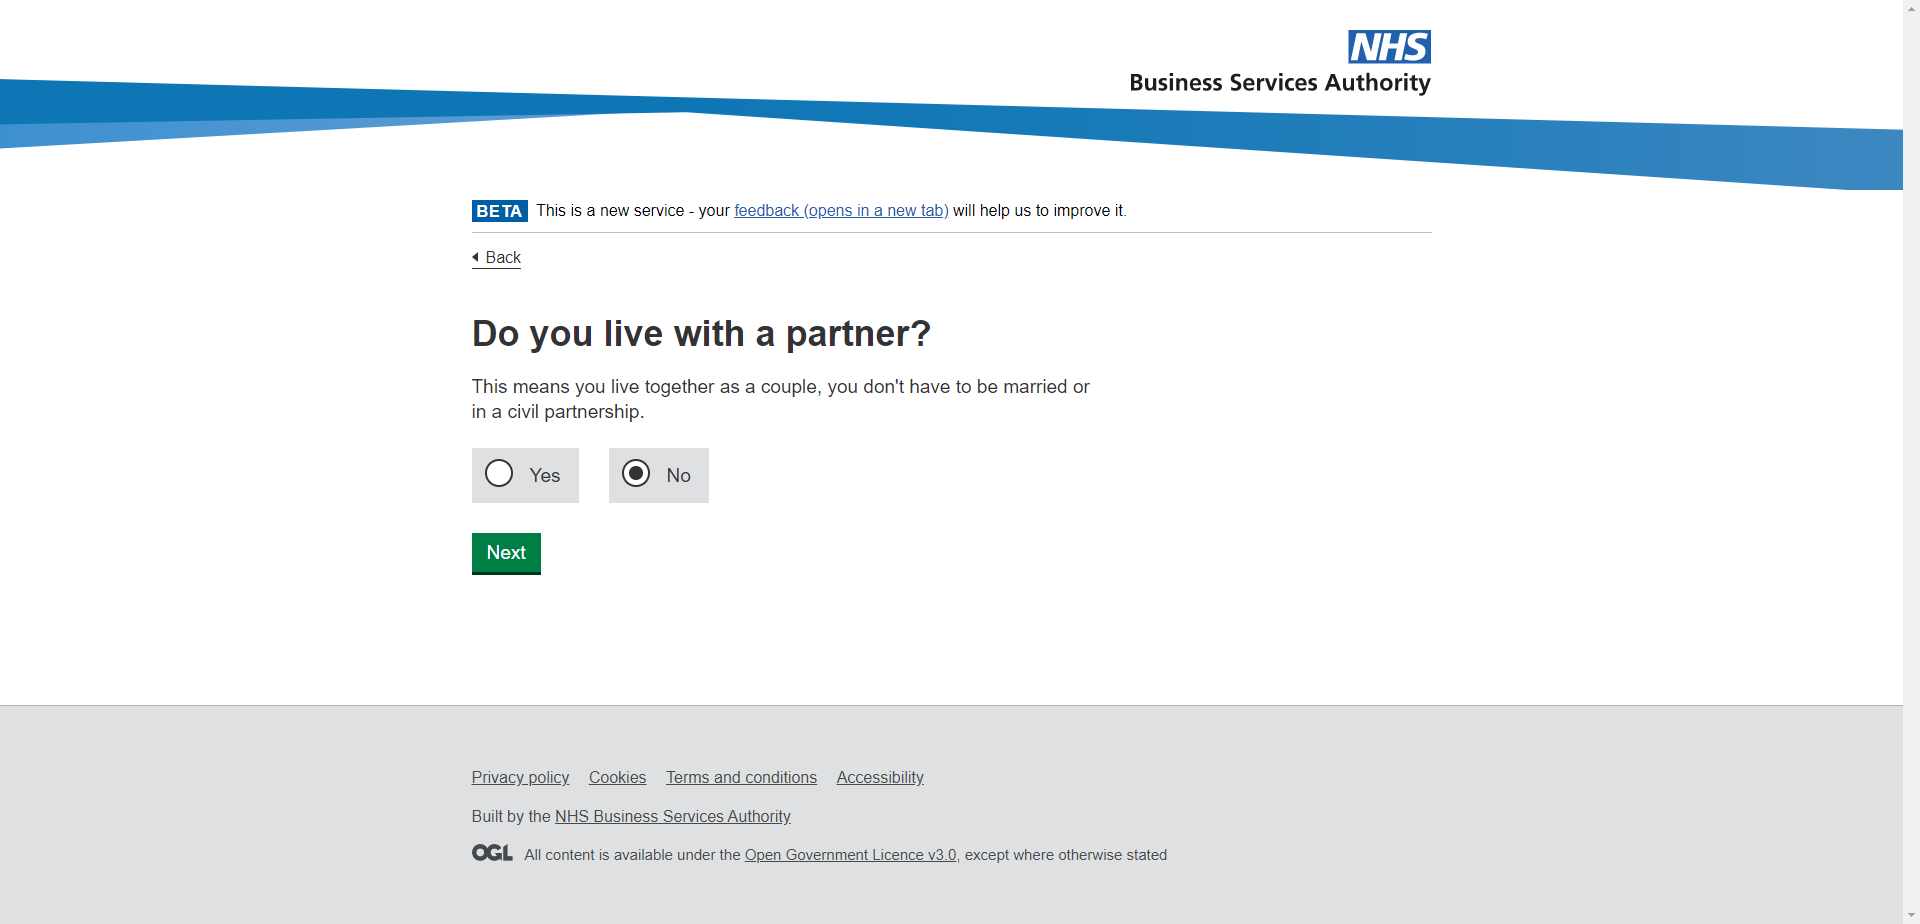 NHS
Business Services Authority
BETA This is a new service - your feedback (opens in a new tab) will help us to improve it.
Back
Do you live with a partner?
This means you live together as a couple, you don't have to be married or
in a civil partnership.
Yes No
Next
Privacy policy Cookies Terms and conditions Accessibility
Built by the NHS Business Services Authority
OGL All content is available under the Open Government Licence v3.0, except where otherwise stated